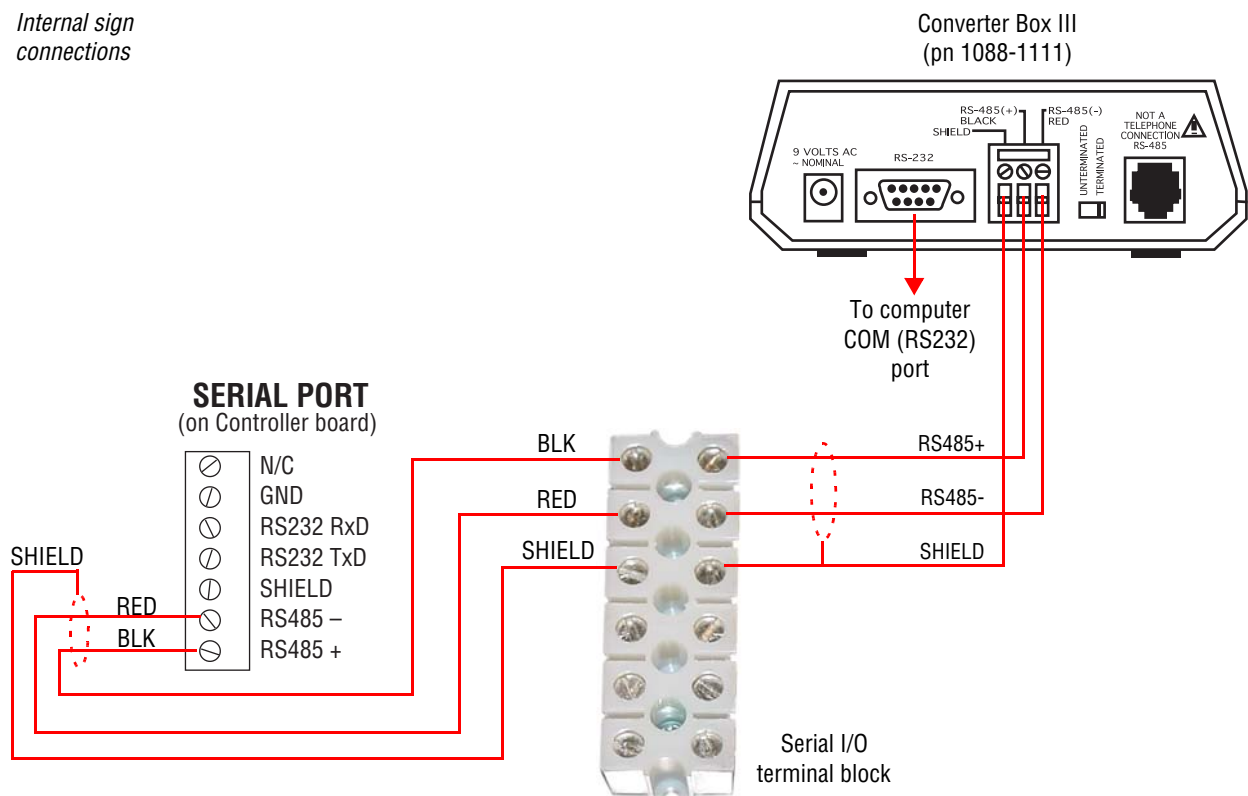 Internal sign
connections
Converter Box III
(pn 1088-1111)
RS-485(+)
BLACK
SHIELD
RS-485(-)
RED
9 VOLTS AC
~ NOMINAL
RS-232
UNTERMINATED
TERMINATED
NOT A
TELEPHONE
CONNECTION
RS-485
To computer
COM (RS232)
port
SERIAL PORT
(on Controller board)
N/C
GND
RS232 RxD
RS232 TxD
SHIELD
RS485 –
RS485 +
SHIELD
RED
BLK
BLK
RED
SHIELD
RS485+
RS485-
SHIELD
Serial I/O
terminal block